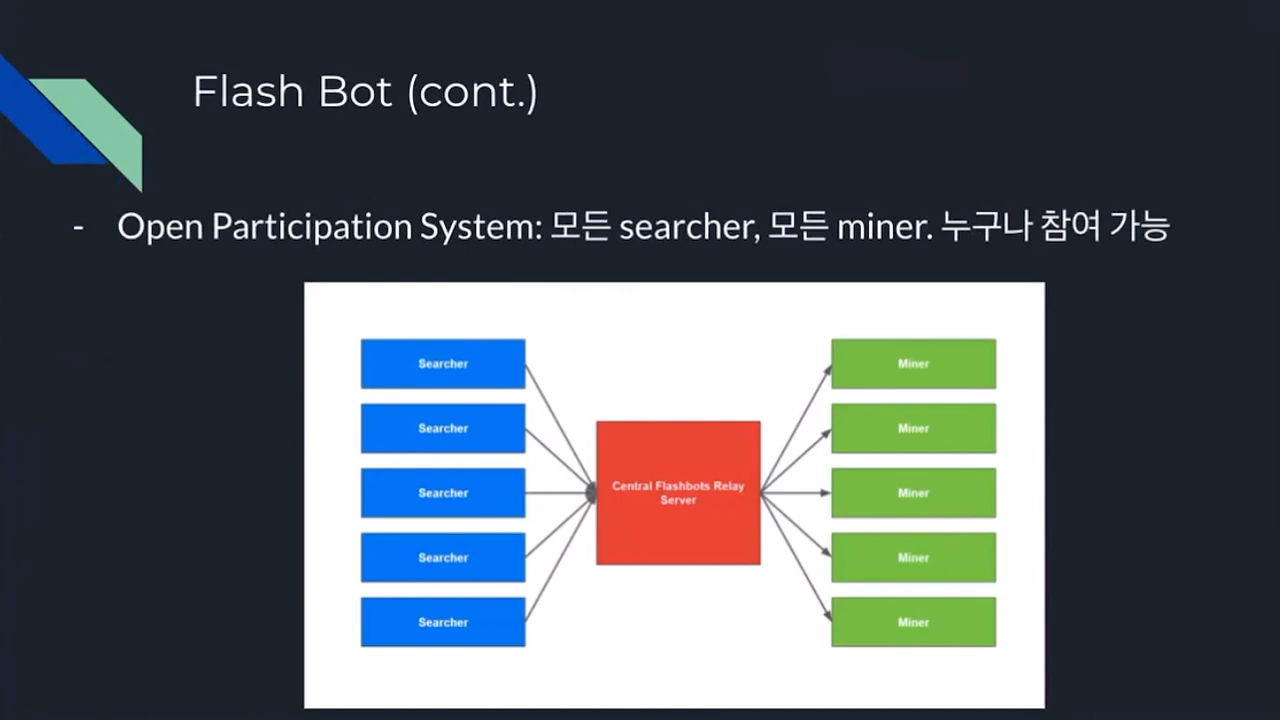 Flash Bot (cont.)
- Open Participation System: 모든 searcher, 모든 miner. 누구나 참여 가능
Searcher
Searcher
Searcher
Searcher
Searcher
Central Flashbots Relay
Server
Miner
Miner
Miner
Miner
Miner